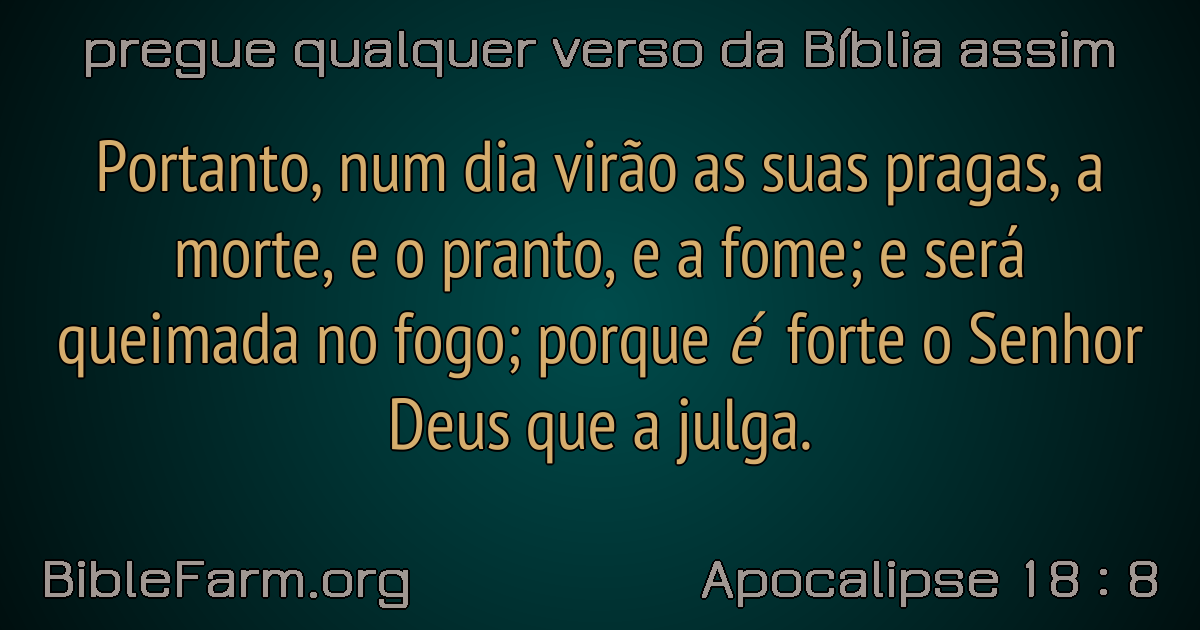 pregue qualquer verso da Bíblia assim
Portanto, num dia virão as suas pragas, a
morte, e o pranto, e a fome; e será
queimada no fogo; porque é forte o Senhor
Deus que a julga.
BibleFarm.org
Apocalipse 18 : 8